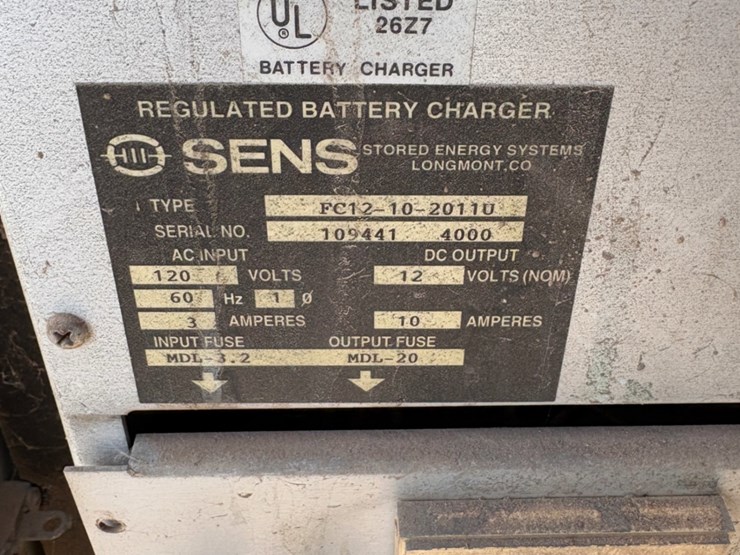 UL
®
LISTED
26Z7
BATTERY CHARGER
REGULATED BATTERY CHARGER
SENS
STORED ENERGY SYSTEMS
LONGMONT, CO
TYPE FC12-10-2011U
SERIAL NO. 109441 4000
AC INPUT DC OUTPUT
120 VOLTS 12 VOLTS (NOM)
60 Hz 1 Ø
3 AMPERES 10 AMPERES
INPUT FUSE OUTPUT FUSE
MDL-3.2 MDL-20